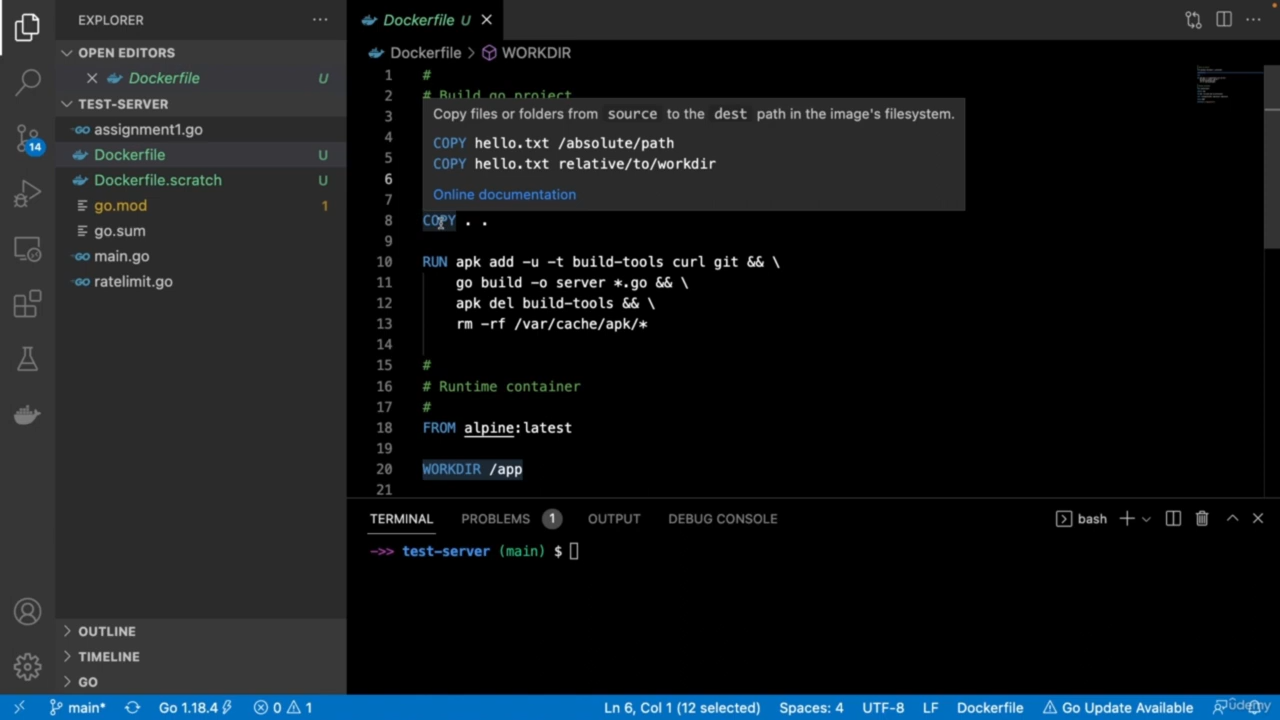 EXPLORER
Dockerfile U
OPEN EDITORS
Dockerfile U
TEST-SERVER
assignment1.go
Dockerfile U
Dockerfile.scratch U
go.mod 1
go.sum
main.go
ratelimit.go
14
OUTLINE
TIMELINE
GO
Dockerfile > WORKDIR
1 #
2 # Build go project
3
4
5
6
7
Copy files or folders from source to the dest path in the image's filesystem.
COPY hello.txt /absolute/path
COPY hello.txt relative/to/workdir
Online documentation
8 COPY . .
9
10 RUN apk add -u -t build-tools curl git && \
11 go build -o server *.go && \
12 apk del build-tools && \
13 rm -rf /var/cache/apk/*
14
15 #
16 # Runtime container
17 #
18 FROM alpine:latest
19
20 WORKDIR /app
21
TERMINAL PROBLEMS 1 OUTPUT DEBUG CONSOLE bash
->> test-server (main) $
main* Go 1.18.4 0 1 Ln 6, Col 1 (12 selected) Spaces: 4 UTF-8 LF Dockerfile Go Update Available
Udemy